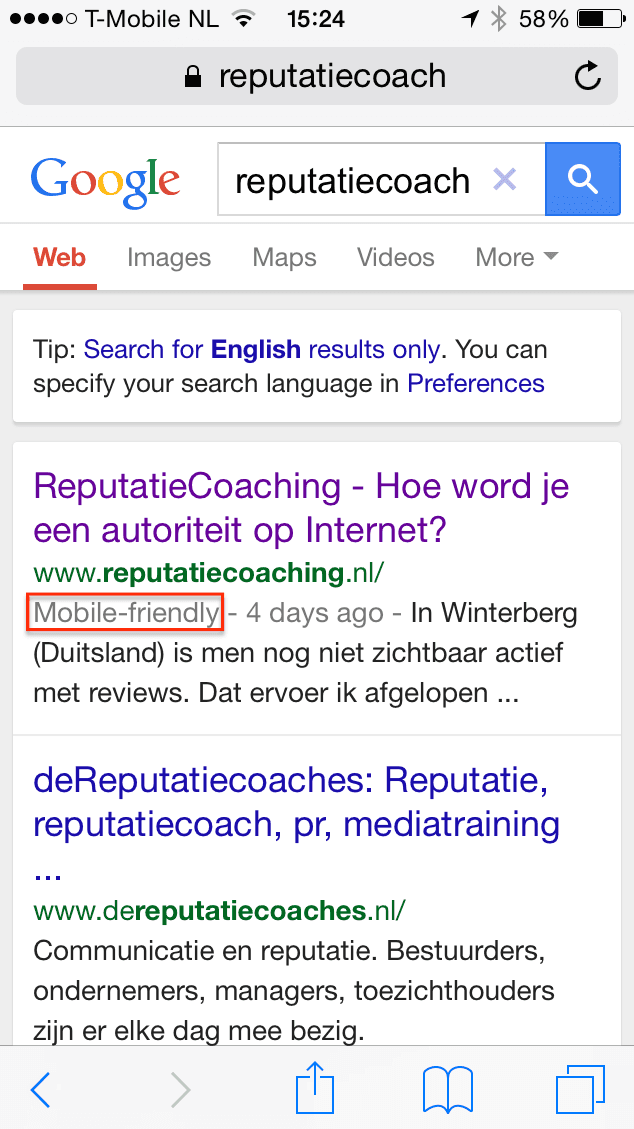 T-Mobile NL 15:24 58%
reputatiecoach
Google reputatiecoach
Web Images Maps Videos More
Tip: Search for English results only. You can
specify your search language in Preferences
ReputatieCoaching - Hoe word je
een autoriteit op Internet?
www.reputatiecoaching.nl/
Mobile-friendly - 4 days ago - In Winterberg
(Duitsland) is men nog niet zichtbaar actief
met reviews. Dat ervoer ik afgelopen ...
deReputatiecoaches: Reputatie,
reputatiecoach, pr, mediatraining
...
www.dereputatiecoaches.nl/
Communicatie en reputatie. Bestuurders,
ondernemers, managers, toezichthouders
zijn er elke dag mee bezig.